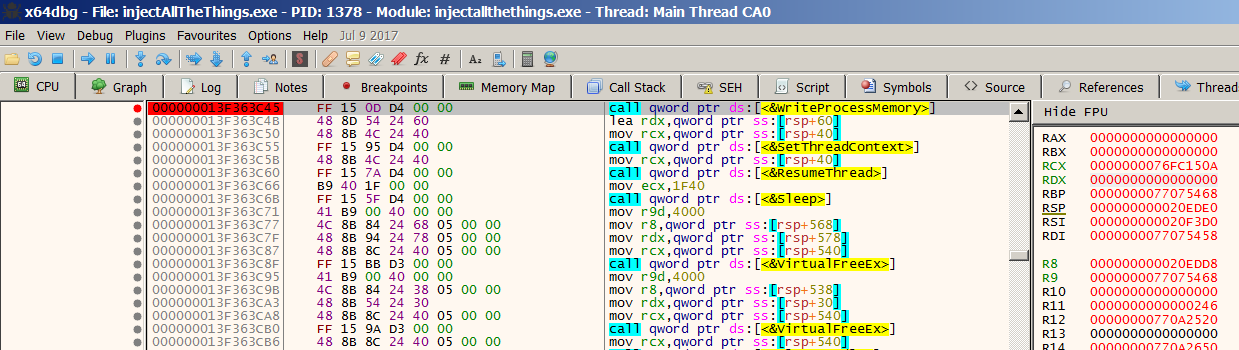 x64dbg - File: injectAllTheThings.exe - PID: 1378 - Module: injectallthethings.exe - Thread: Main Thread CA0
File View Debug Plugins Favourites Options Help Jul 9 2017
fx # A2
CPU Graph Log Notes Breakpoints Memory Map Call Stack SEH Script Symbols Source References Threads
000000013F363C45 FF 15 0D D4 00 00 call qword ptr ds:[<&WriteProcessMemory>]
000000013F363C4B 48 8D 54 24 60 lea rdx,qword ptr ss:[rsp+60]
000000013F363C50 48 8B 4C 24 40 mov rcx,qword ptr ss:[rsp+40]
000000013F363C55 FF 15 95 D4 00 00 call qword ptr ds:[<&SetThreadContext>]
000000013F363C5B 48 8B 4C 24 40 mov rcx,qword ptr ss:[rsp+40]
000000013F363C60 FF 15 7A D4 00 00 call qword ptr ds:[<&ResumeThread>]
000000013F363C66 B9 40 1F 00 00 mov ecx,1F40
000000013F363C6B FF 15 5F D4 00 00 call qword ptr ds:[<&Sleep>]
000000013F363C71 41 B9 00 40 00 00 mov r9d,4000
000000013F363C77 4C 8B 84 24 68 05 00 00 mov r8,qword ptr ss:[rsp+568]
000000013F363C7F 48 8B 94 24 78 05 00 00 mov rdx,qword ptr ss:[rsp+578]
000000013F363C87 48 8B 8C 24 40 05 00 00 mov rcx,qword ptr ss:[rsp+540]
000000013F363C8F FF 15 BB D3 00 00 call qword ptr ds:[<&VirtualFreeEx>]
000000013F363C95 41 B9 00 40 00 00 mov r9d,4000
000000013F363C9B 4C 8B 84 24 38 05 00 00 mov r8,qword ptr ss:[rsp+538]
000000013F363CA3 48 8B 54 24 30 mov rdx,qword ptr ss:[rsp+30]
000000013F363CA8 48 8B 8C 24 40 05 00 00 mov rcx,qword ptr ss:[rsp+540]
000000013F363CB0 FF 15 9A D3 00 00 call qword ptr ds:[<&VirtualFreeEx>]
000000013F363CB6 48 8B 8C 24 40 05 00 00 mov rcx,qword ptr ss:[rsp+540]
Hide FPU
RAX 0000000000000000
RBX 0000000000000000
RCX 0000000076FC150A
RDX 0000000000000000
RBP 0000000077075468
RSP 000000000020EDE0
RSI 000000000020F3D0
RDI 0000000077075458
R8 000000000020EDD8
R9 0000000077075468
R10 0000000000000000
R11 0000000000000246
R12 00000000770A2520
R13 0000000000000000
R14 00000000770A2650